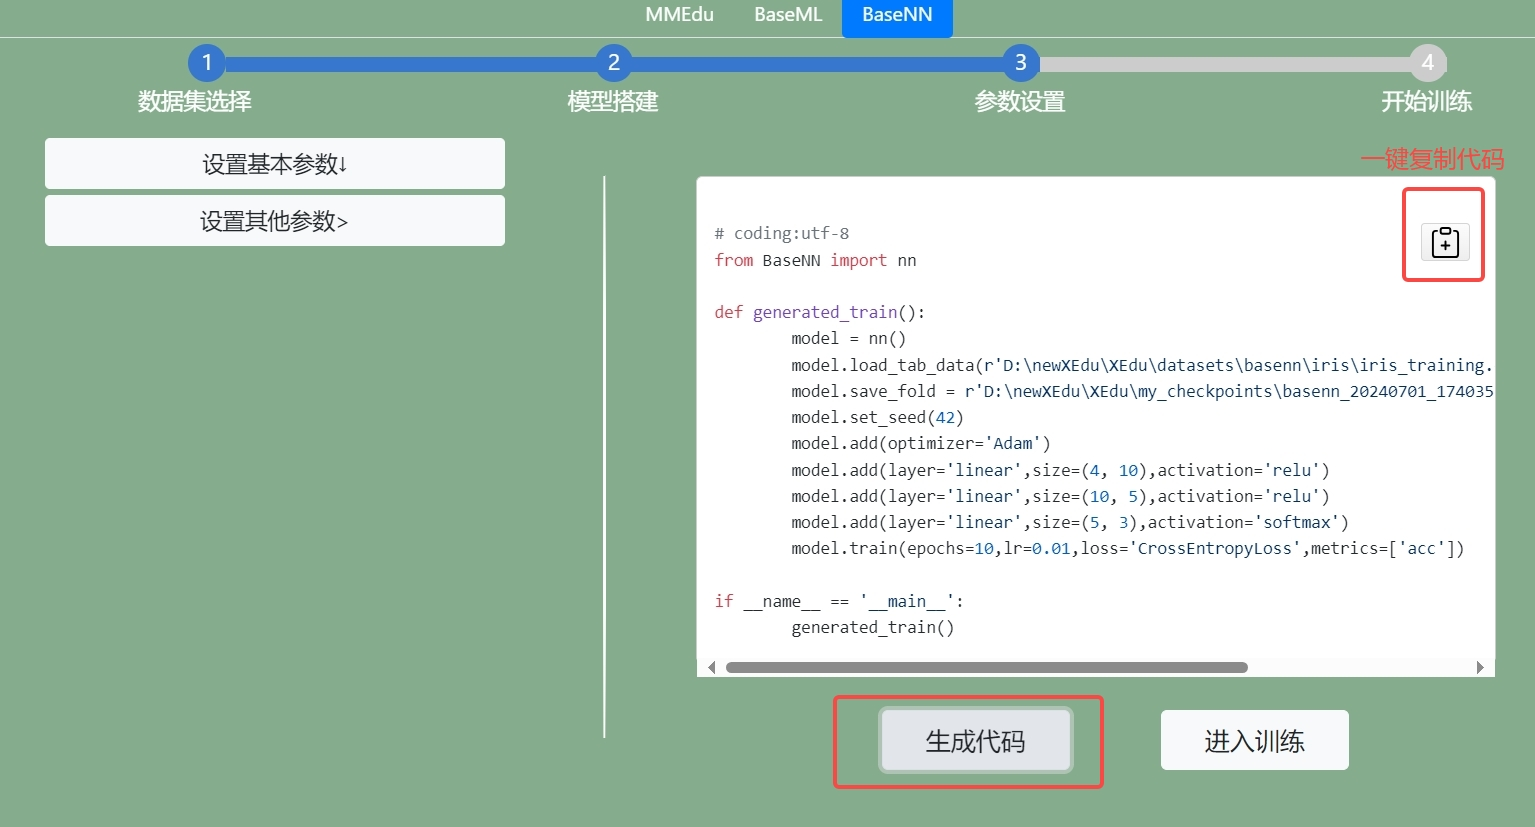 MMEdu BaseML BaseNN
1 2 3 4
数据集选择 模型搭建 参数设置 开始训练
设置基本参数↓
设置其他参数>
一键复制代码
# coding:utf-8
from BaseNN import nn
def generated_train():
model = nn()
model.load_tab_data(r'D:\newXEdu\XEdu\datasets\basenn\iris\iris_training.
model.save_fold = r'D:\newXEdu\XEdu\my_checkpoints\basenn_20240701_174035
model.set_seed(42)
model.add(optimizer='Adam')
model.add(layer='linear',size=(4, 10),activation='relu')
model.add(layer='linear',size=(10, 5),activation='relu')
model.add(layer='linear',size=(5, 3),activation='softmax')
model.train(epochs=10,lr=0.01,loss='CrossEntropyLoss',metrics=['acc'])
if __name__ == '__main__':
generated_train()
生成代码 进入训练